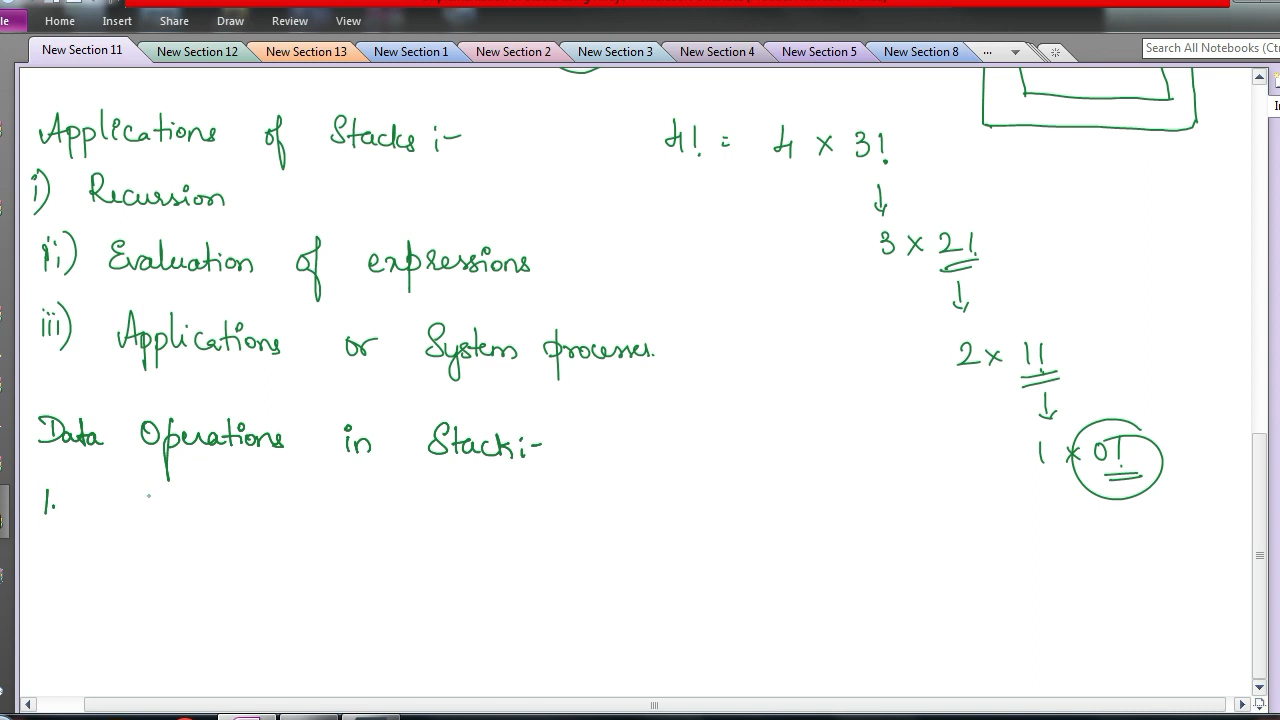 Home Insert Share Draw Review View
New Section 11 New Section 12 New Section 13 New Section 1 New Section 2 New Section 3 New Section 4 New Section 5 New Section 8 ... Search All Notebooks (Ct
Applications of Stacks :-
i) Recursion
ii) Evaluation of expressions
iii) Applications or System processes.
Data Operations in Stack :-
1.
4! = 4 × 3!
3 × 2!
2 × 1!
1 × 0!